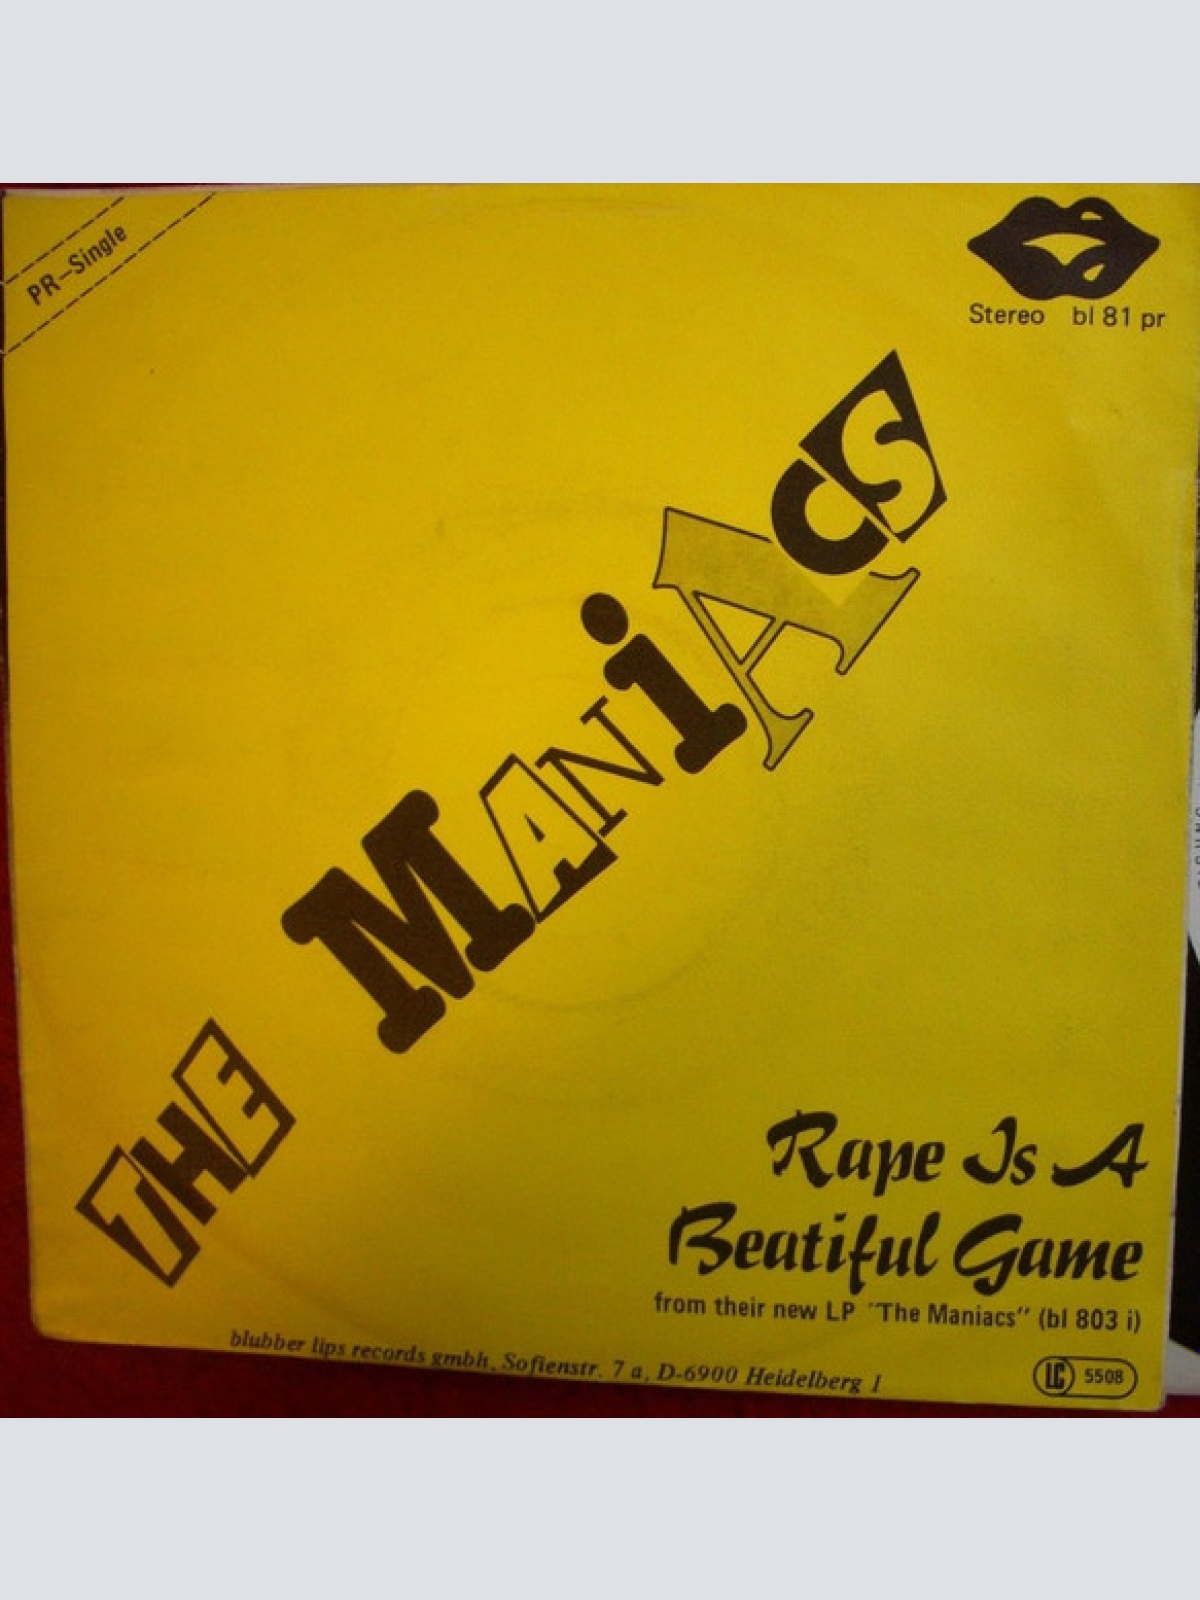 PR-Single
Stereo bl 81 pr
THE MANiACS
Rape Is A
Beatiful Game
from their new LP "The Maniacs" (bl 803 i)
blubber lips records gmbh, Sofienstr. 7 a, D-6900 Heidelberg 1
LC 5508